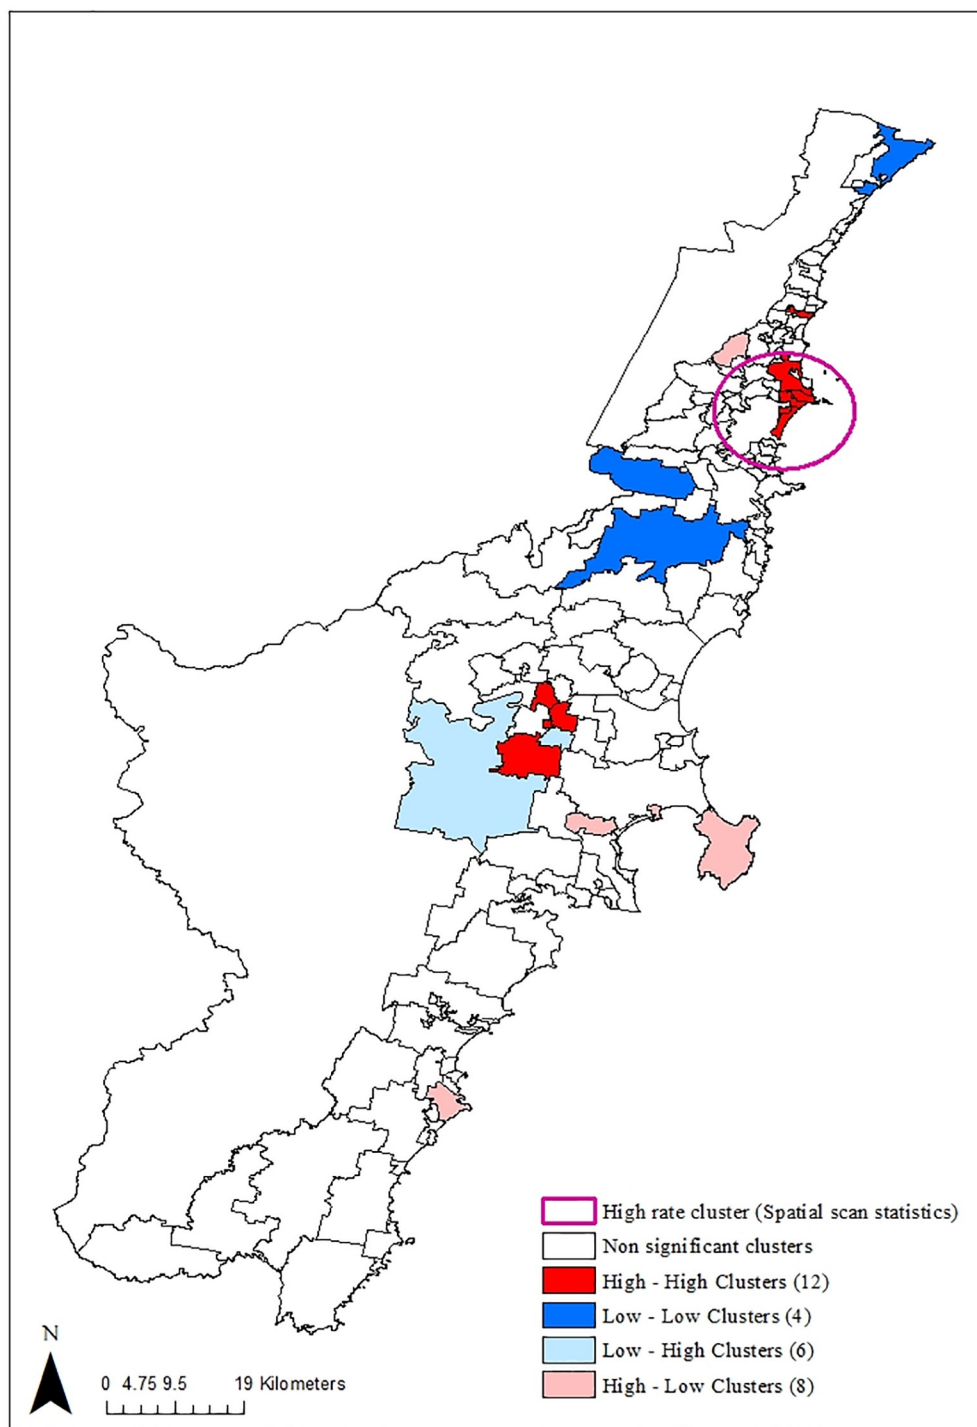 High rate cluster (Spatial scan statistics)
Non significant clusters
High - High Clusters (12)
Low - Low Clusters (4)
Low - High Clusters (6)
High - Low Clusters (8)
N
0 4.75 9.5 19 Kilometers